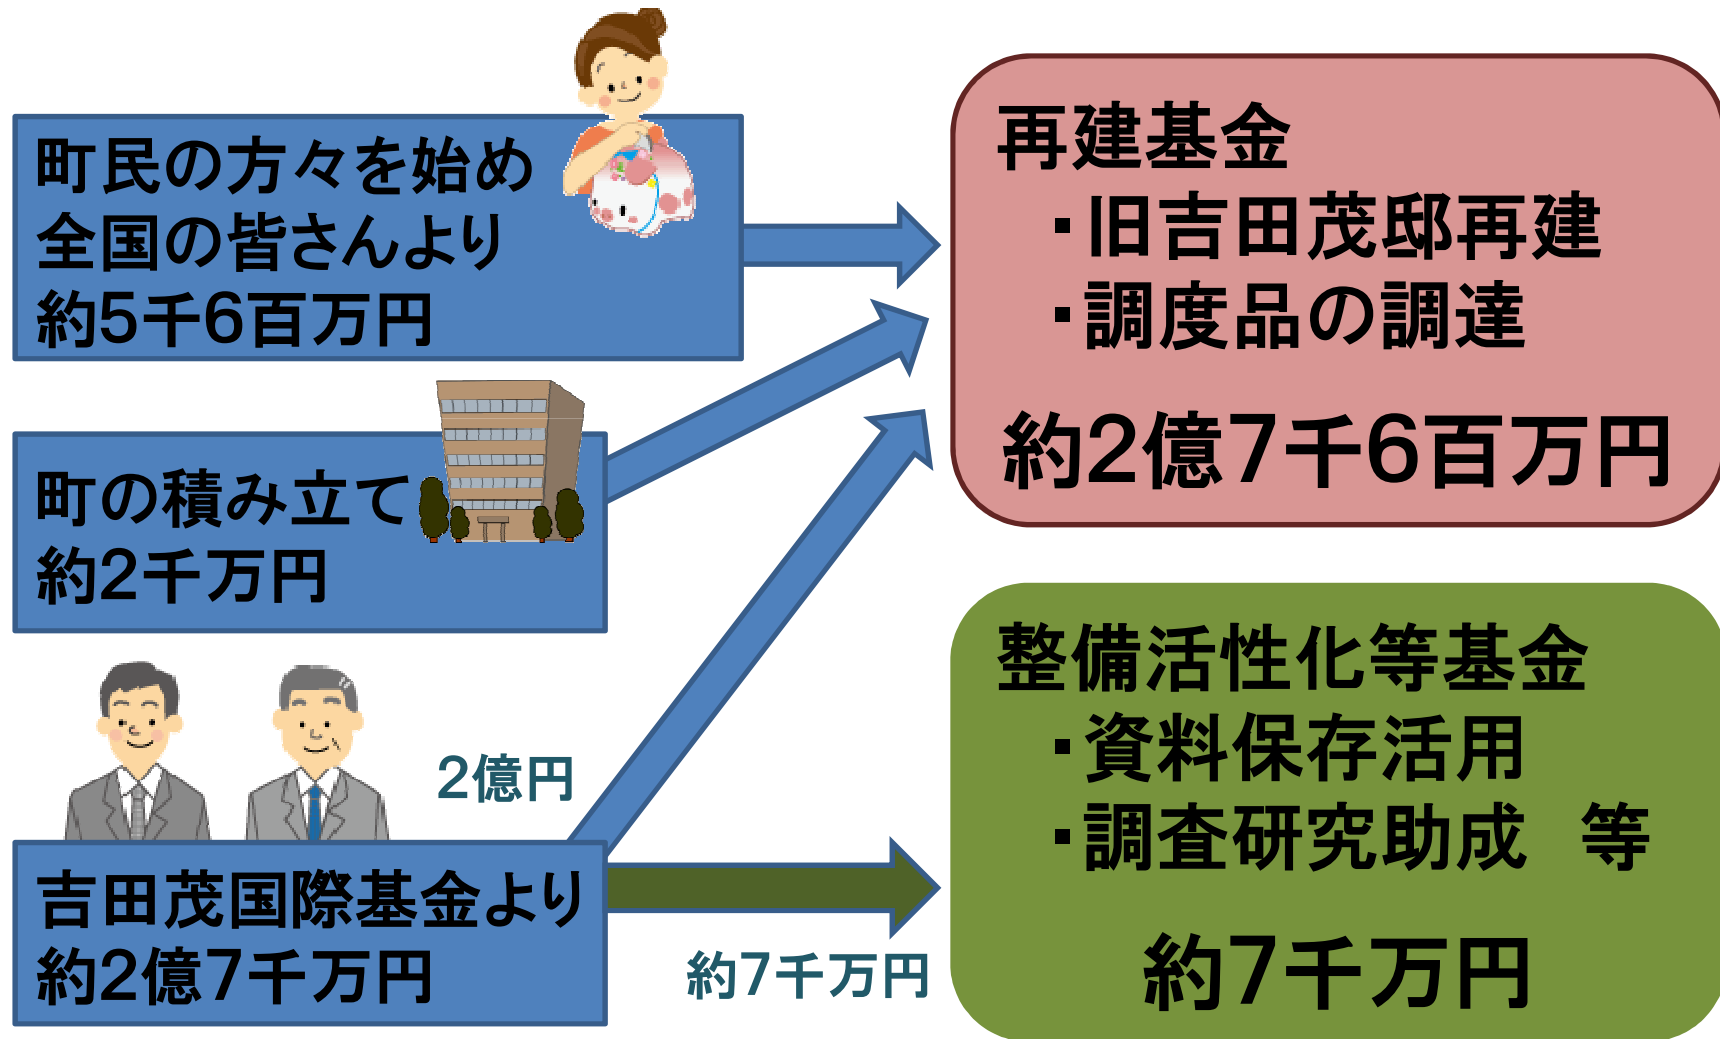 町民の方々を始め
全国の皆さんより
約5千6百万円
町の積み立て
約2千万円
2億円
吉田茂国際基金より
約2億7千万円
約7千万円
再建基金
・旧吉田茂邸再建
・調度品の調達
約2億7千6百万円
整備活性化等基金
・資料保存活用
・調査研究助成　等
約7千万円